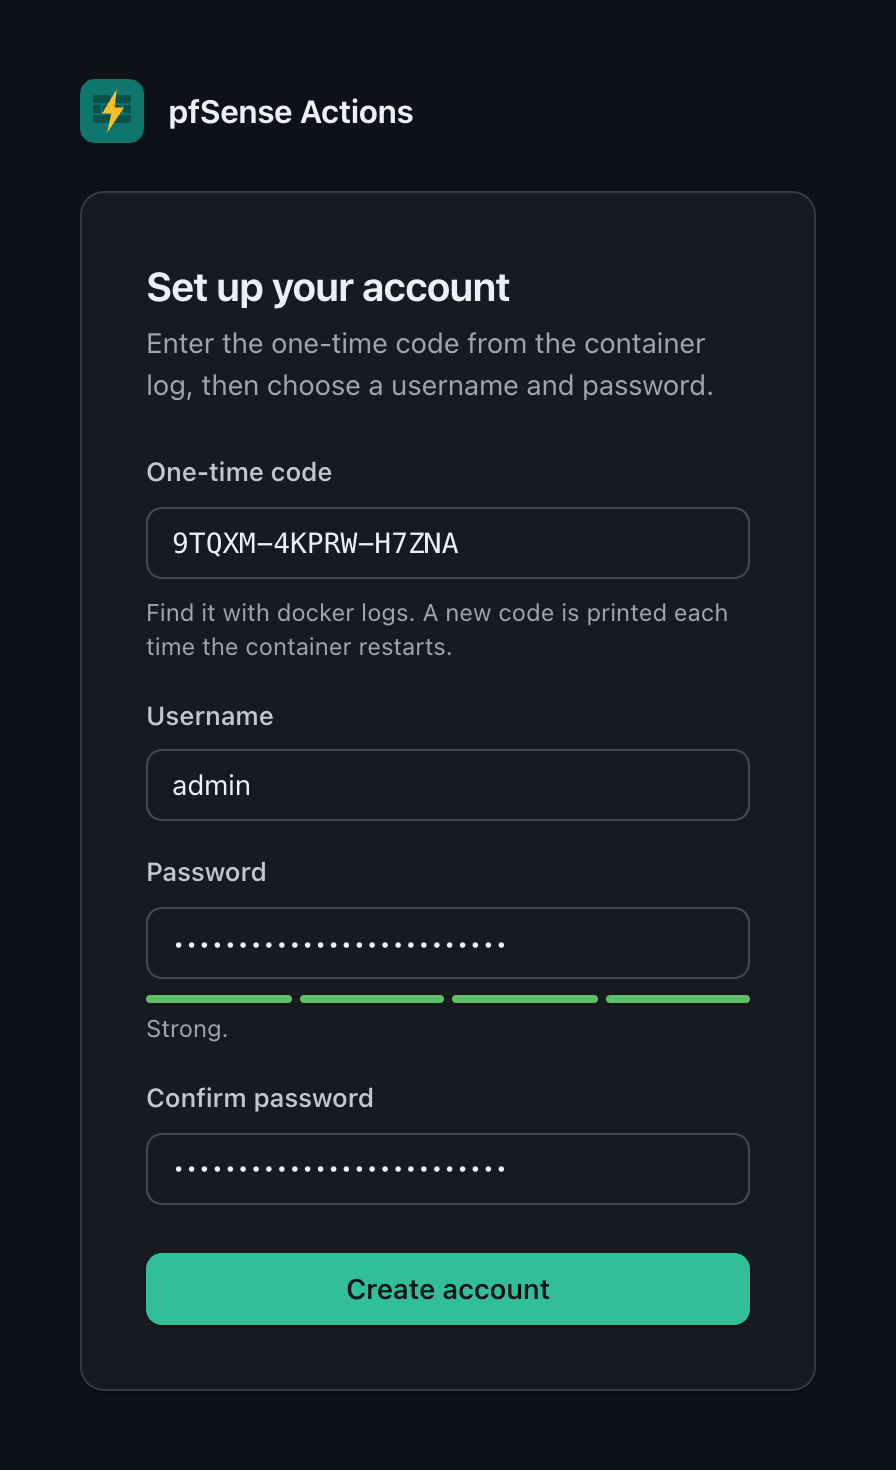 pfSense Actions
Set up your account
Enter the one-time code from the container
log, then choose a username and password.
One-time code
9TQXM-4KPRW-H7ZNA
Find it with docker logs. A new code is printed each
time the container restarts.
Username
admin
Password
••••••••••••••••••••••••••
Strong.
Confirm password
••••••••••••••••••••••••••
Create account